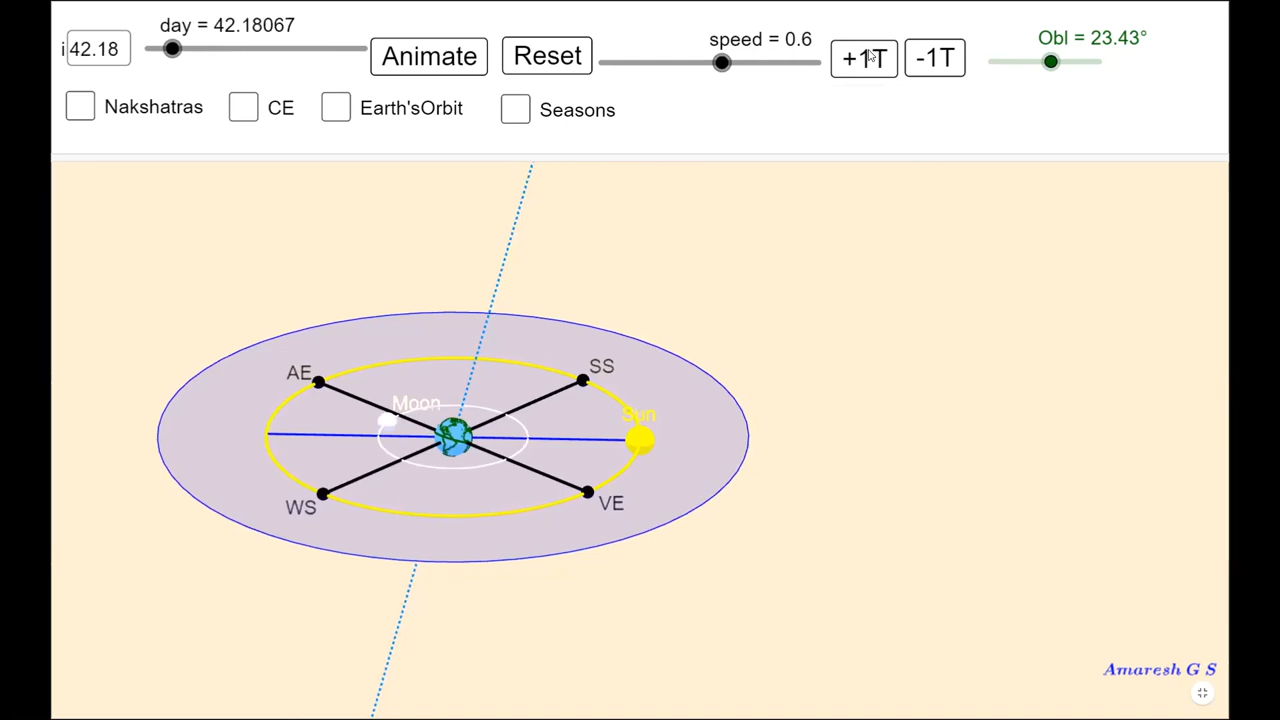 day = 42.18067
speed = 0.6
Obl = 23.43°
i 42.18
Animate
Reset
+1T
-1T
Nakshatras
CE
Earth'sOrbit
Seasons
SS
AE
Moon
Sun
WS
VE
Amaresh G S